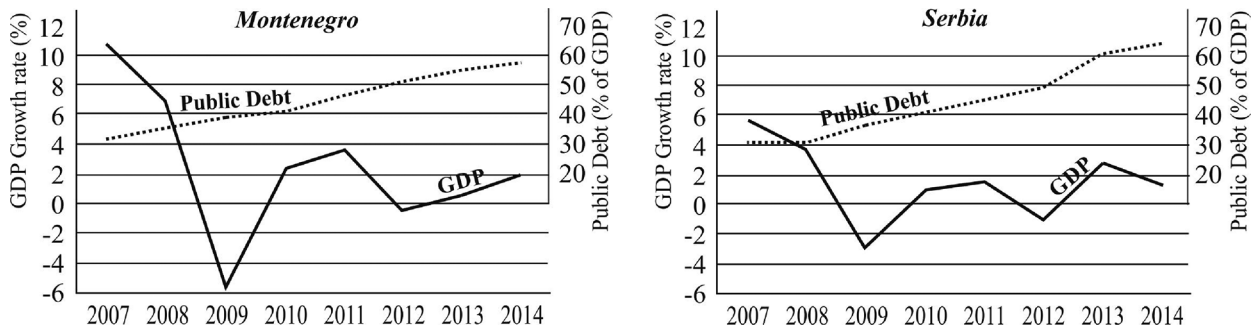 Montenegro
GDP Growth rate (%)
12
10
8
6
4
2
0
-2
-4
-6
Public Debt
GDP
70
60
50
40
30
20
Public Debt (% of GDP)
2007 2008 2009 2010 2011 2012 2013 2014
Serbia
GDP Growth rate (%)
12
10
8
6
4
2
0
-2
-4
-6
Public Debt
GDP
70
60
50
40
30
20
Public Debt (% of GDP)
2007 2008 2009 2010 2011 2012 2013 2014